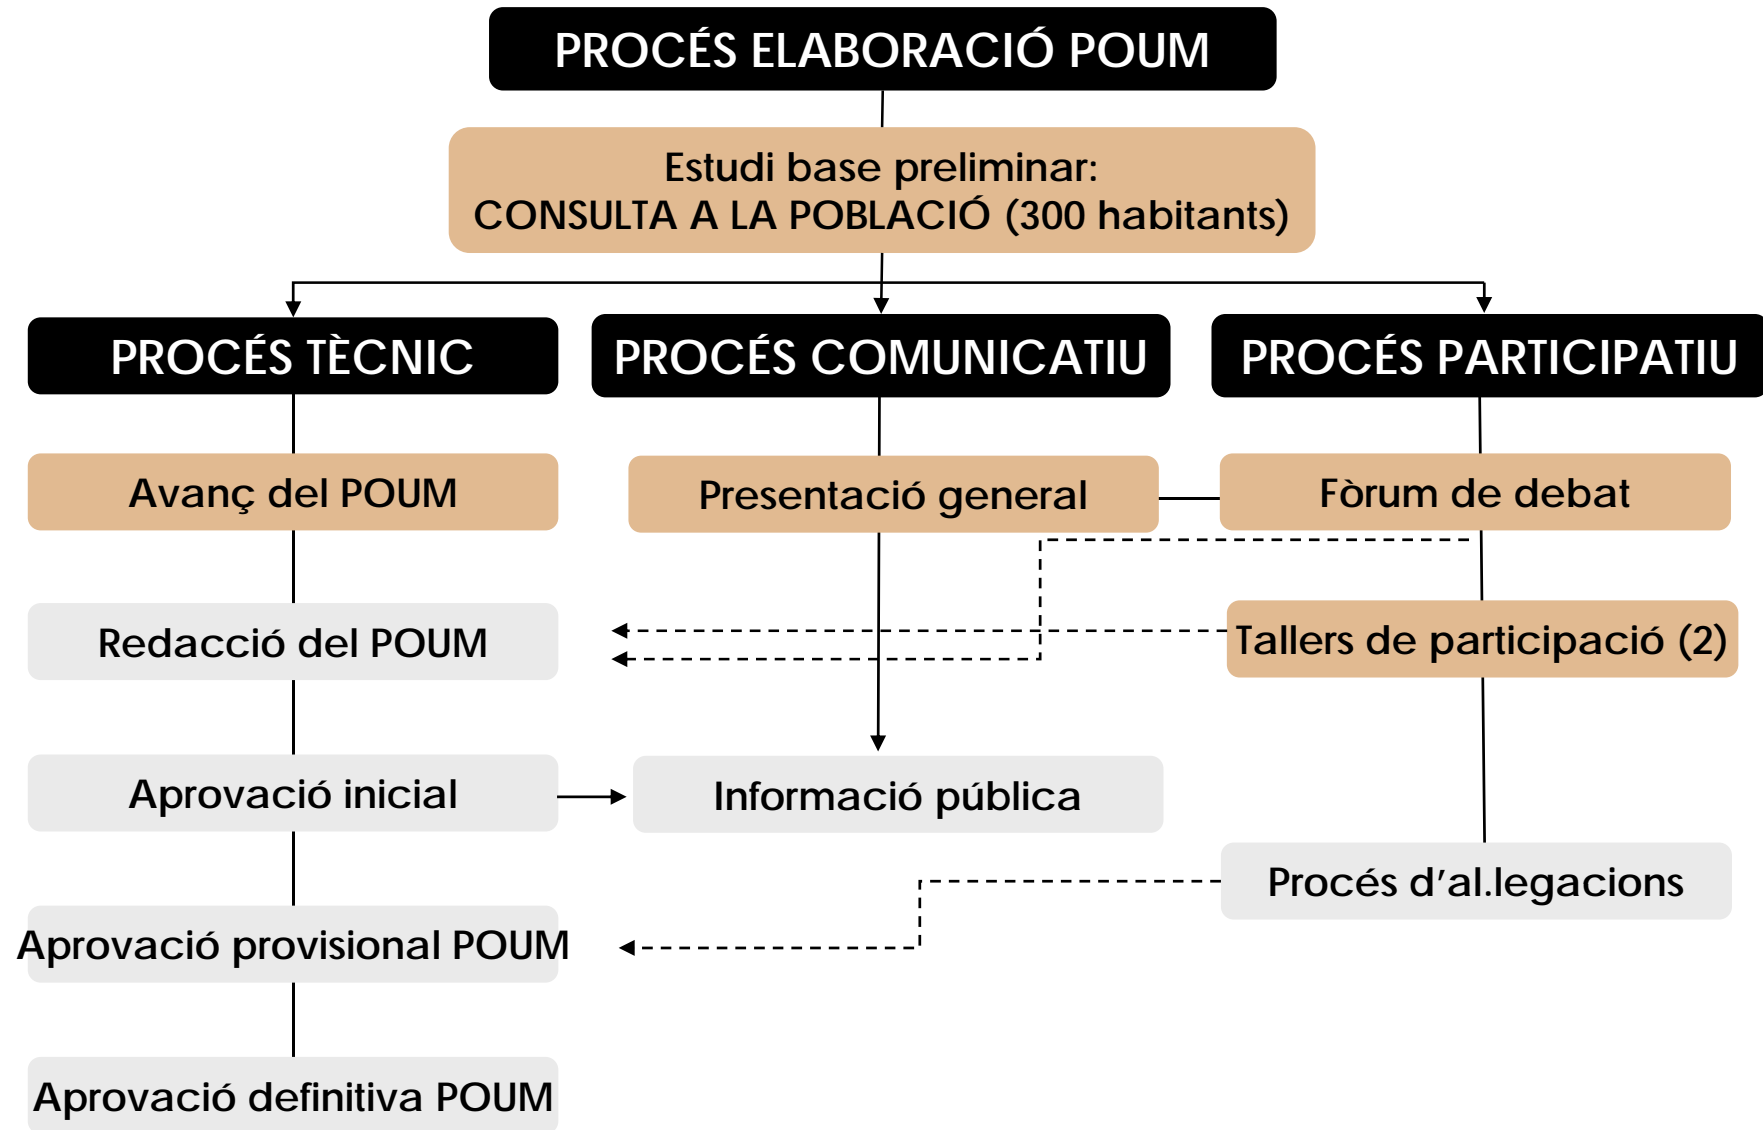 PROCÉS ELABORACIÓ POUM
Estudi base preliminar:
CONSULTA A LA POBLACIÓ (300 habitants)
PROCÉS TÈCNIC
PROCÉS COMUNICATIU
PROCÉS PARTICIPATIU
Avanç del POUM
Presentació general
Fòrum de debat
Redacció del POUM
Tallers de participació (2)
Aprovació inicial
Informació pública
Procés d’al.legacions
Aprovació provisional POUM
Aprovació definitiva POUM